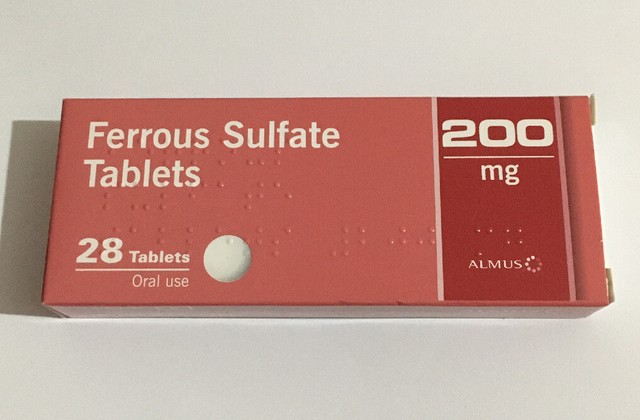 Ferrous Sulfate
Tablets
200
mg
28 Tablets
Oral use
ALMUS